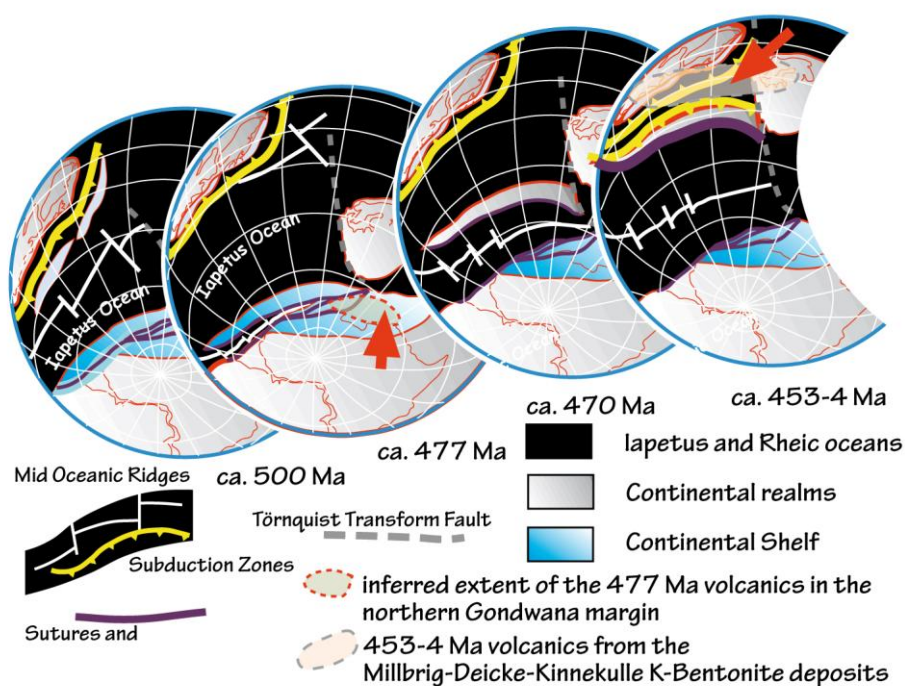 Iapetus Ocean
Iapetus Ocean
ca. 500 Ma
ca. 477 Ma
ca. 470 Ma
ca. 453-4 Ma
Mid Oceanic Ridges
Subduction Zones
Sutures and
Törnquist Transform Fault
Iapetus and Rheic oceans
Continental realms
Continental Shelf
inferred extent of the 477 Ma volcanics in the
northern Gondwana margin
453-4 Ma volcanics from the
Millbrig-Deicke-Kinnekulle K-Bentonite deposits